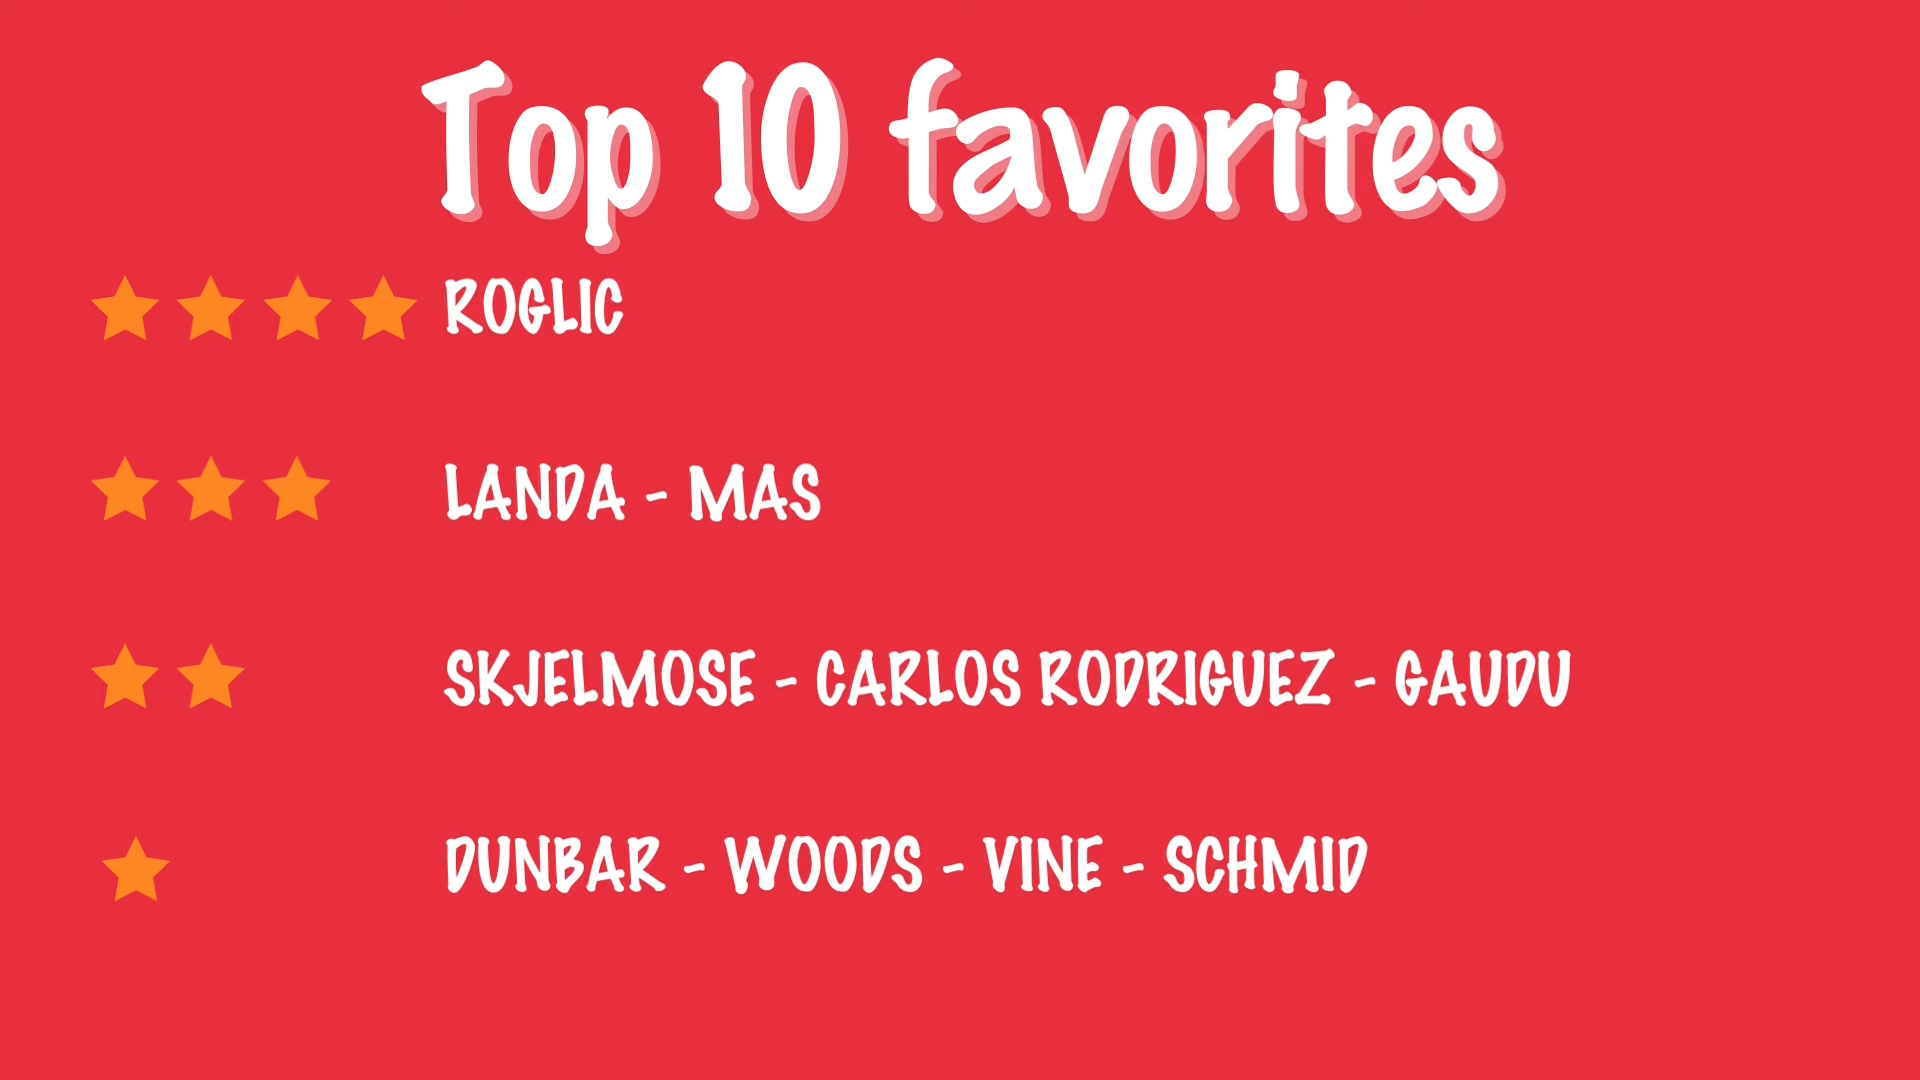 Top 10 favorites
ROGLIC
LANDA - MAS
SKJELMOSE - CARLOS RODRIGUEZ - GAUDU
DUNBAR - WOODS - VINE - SCHMID